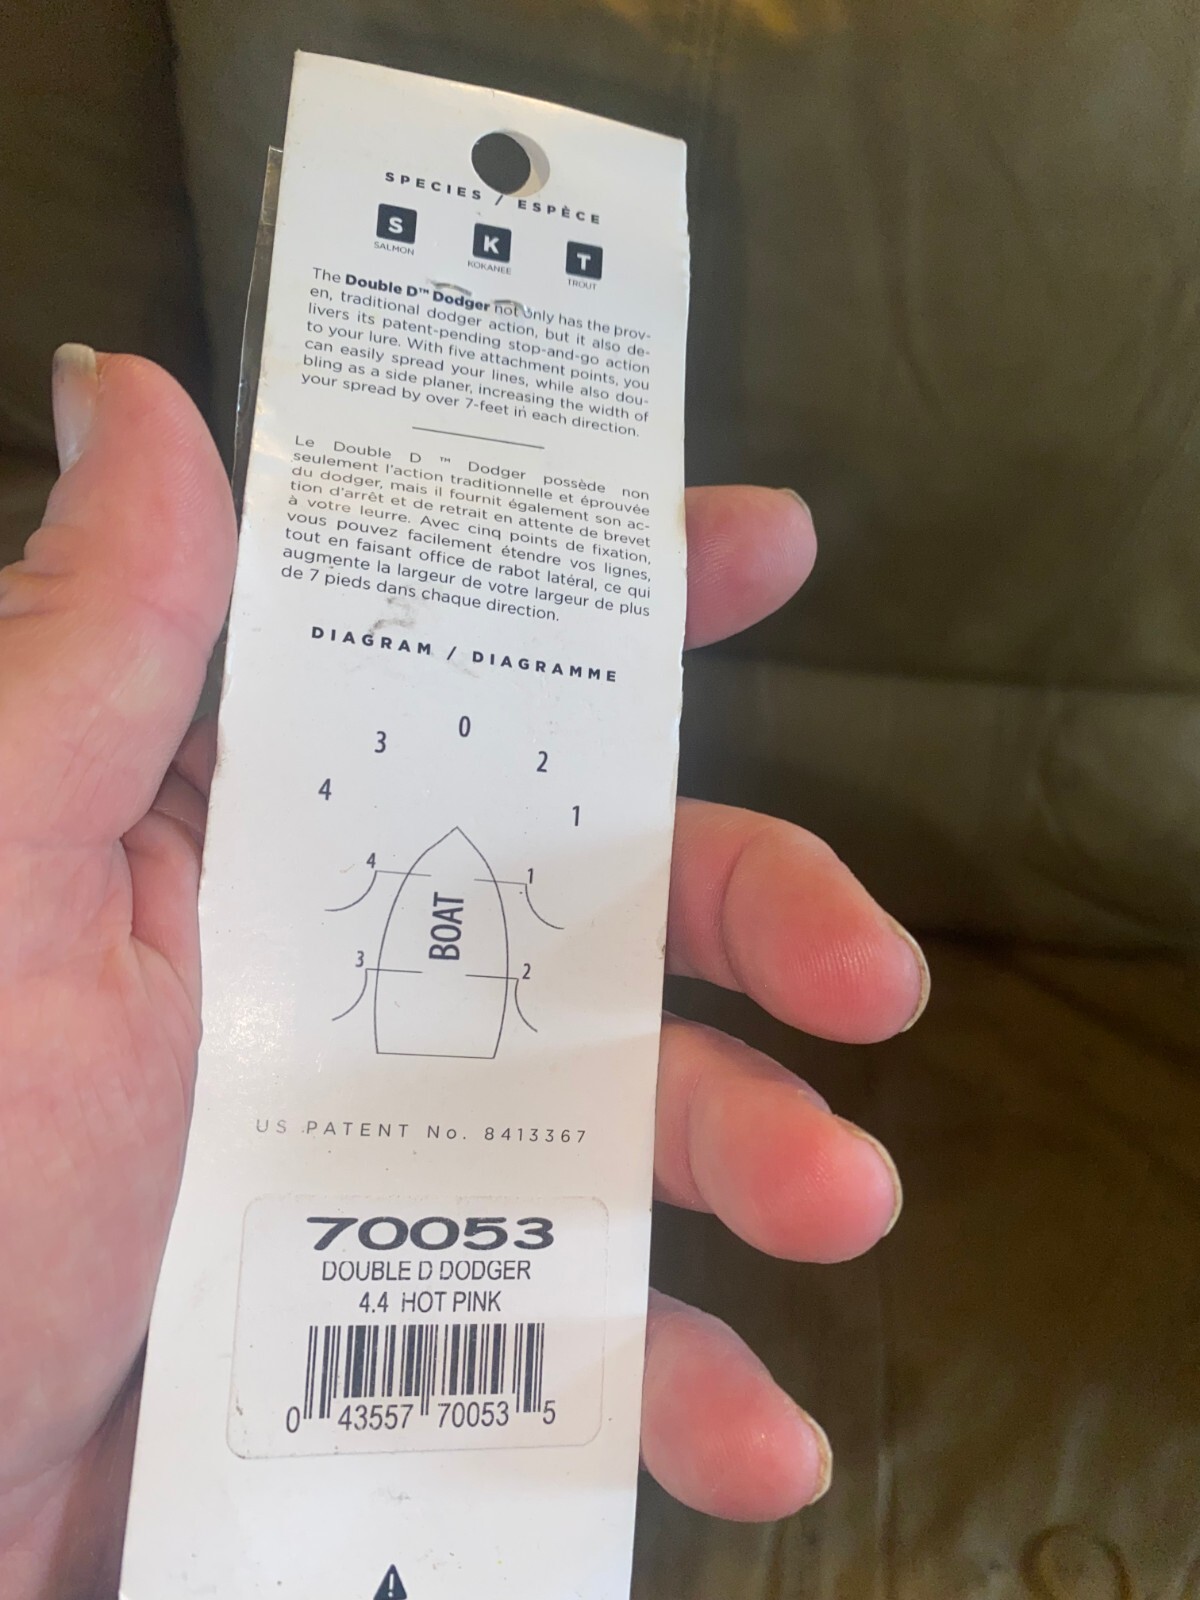 SPECIES / ESPÈCE
S K T
SALMON KOKANEE TROUT
The Double D™ Dodger not only has the prov-
en, traditional dodger action, but it also de-
livers its patent-pending stop-and-go action
to your lure. With five attachment points, you
can easily spread your lines, while also dou-
bling as a side planer, increasing the width of
your spread by over 7-feet in each direction.
Le Double D ™ Dodger possède non
seulement l'action traditionnelle et éprouvée
du dodger, mais il fournit également son ac-
tion d'arrêt et de retrait en attente de brevet
à votre leurre. Avec cinq points de fixation,
vous pouvez facilement étendre vos lignes,
tout en faisant office de rabot latéral, ce qui
augmente la largeur de votre largeur de plus
de 7 pieds dans chaque direction.
DIAGRAM / DIAGRAMME
4 3 0 2 1
4 1
BOAT
3 2
US PATENT No. 8413367
70053
DOUBLE D DODGER
4.4 HOT PINK
0 43557 70053 5